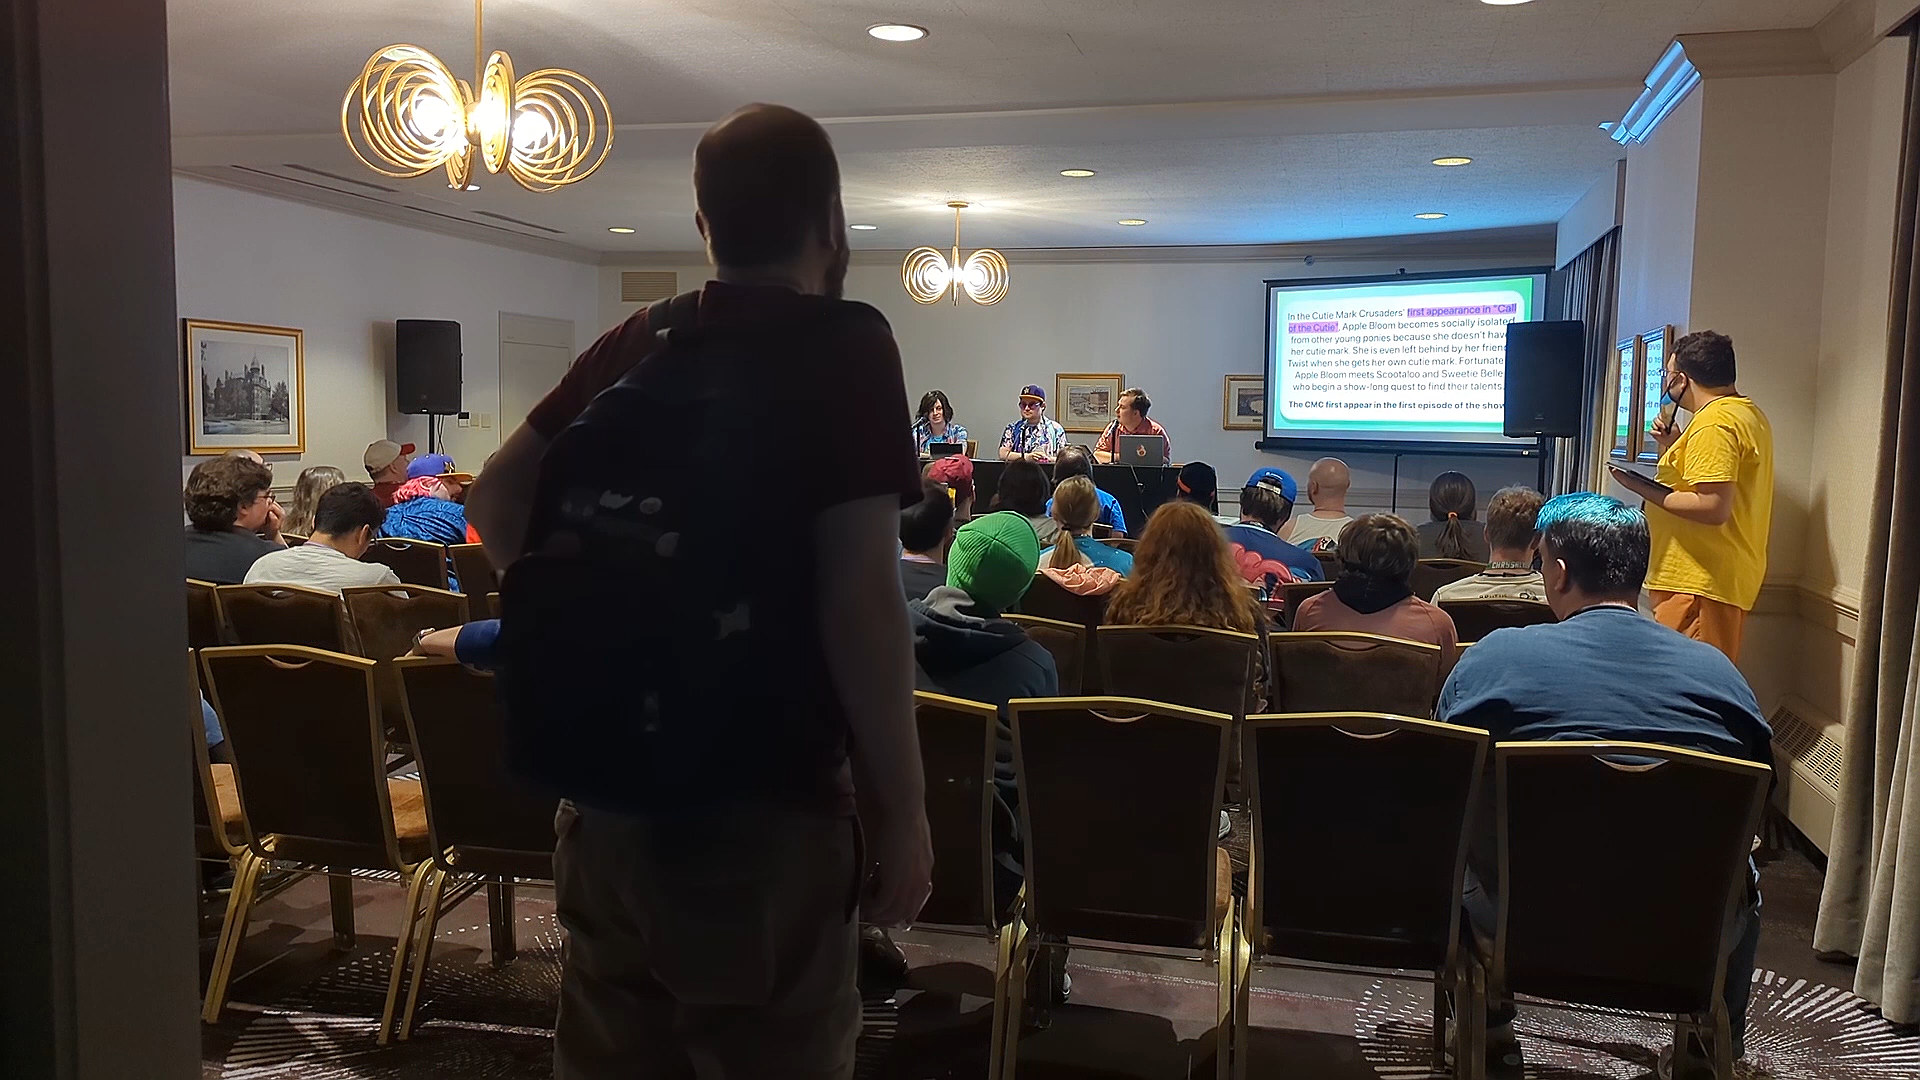 In the Cutie Mark Crusaders' first appearance in "Call
of the Cutie", Apple Bloom becomes socially isolated
from other young ponies because she doesn't have
her cutie mark. She is even left behind by her
Twist when she gets her own cutie mark.
Apple Bloom meets Scootaloo and Sweetie Belle
who begin a show-long quest to find their talents.
The CMC first appear in the first episode of the show
CHRYSALIS